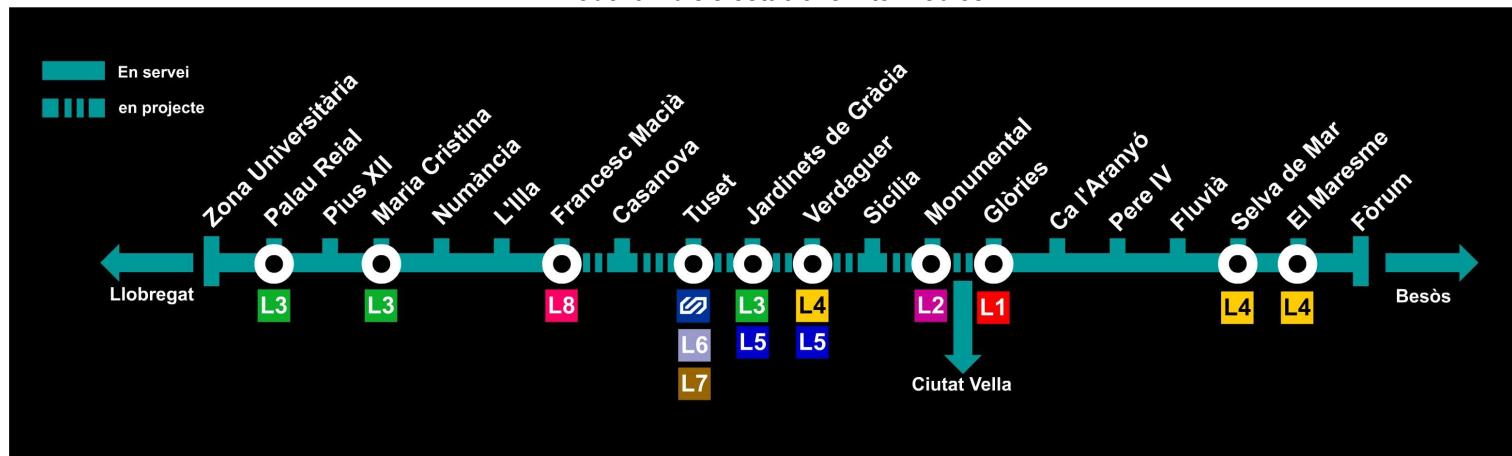 En servei
en projecte
Zona Universitària
Palau Reial
Pius XII
Maria Cristina
Numància
L'Illa
Francesc Macià
Casanova
Tuset
Jardinets de Gràcia
Verdaguer
Sicília
Monumental
Glòries
Ca l'Aranyó
Pere IV
Fluvià
Selva de Mar
El Maresme
Fòrum
Llobregat
Besòs
L3
L3
L8
L3
L4
L2
L1
L4
L4
L6
L5
L5
L7
Ciutat Vella